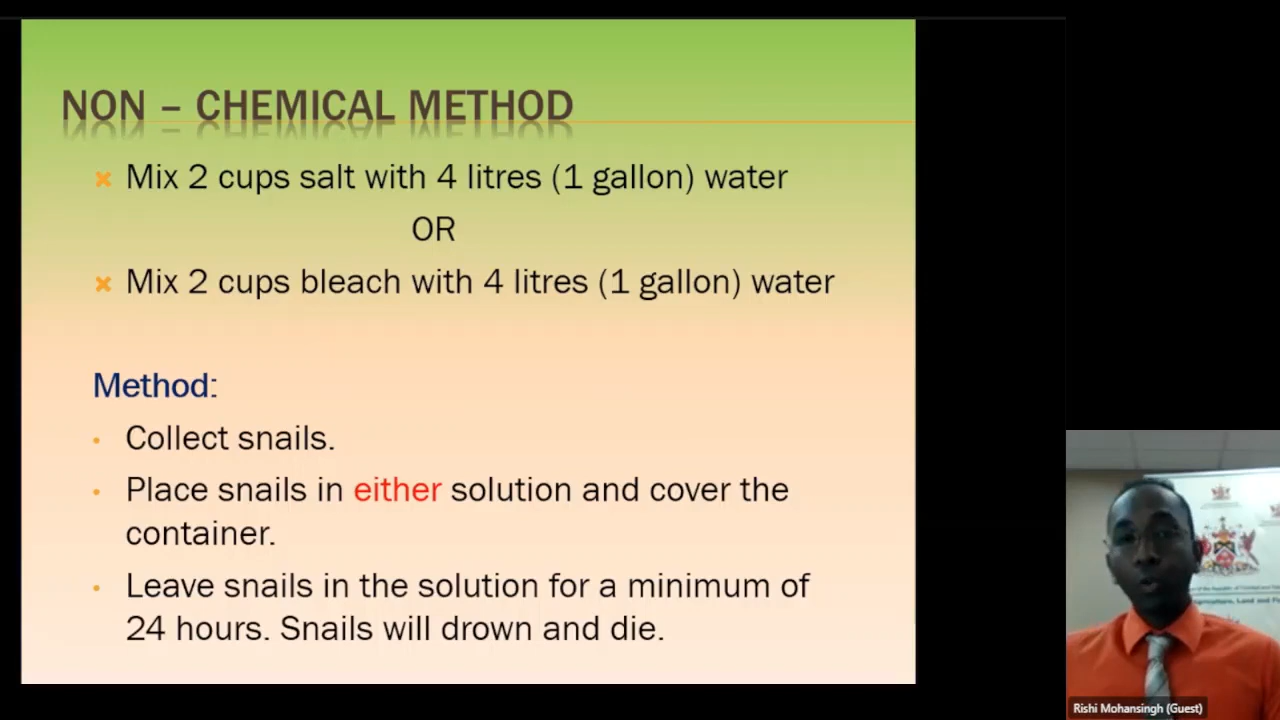 NON – CHEMICAL METHOD
Mix 2 cups salt with 4 litres (1 gallon) water
OR
Mix 2 cups bleach with 4 litres (1 gallon) water
Method:
• Collect snails.
• Place snails in either solution and cover the
container.
• Leave snails in the solution for a minimum of
24 hours. Snails will drown and die.
Rishi Mohansingh (Guest)